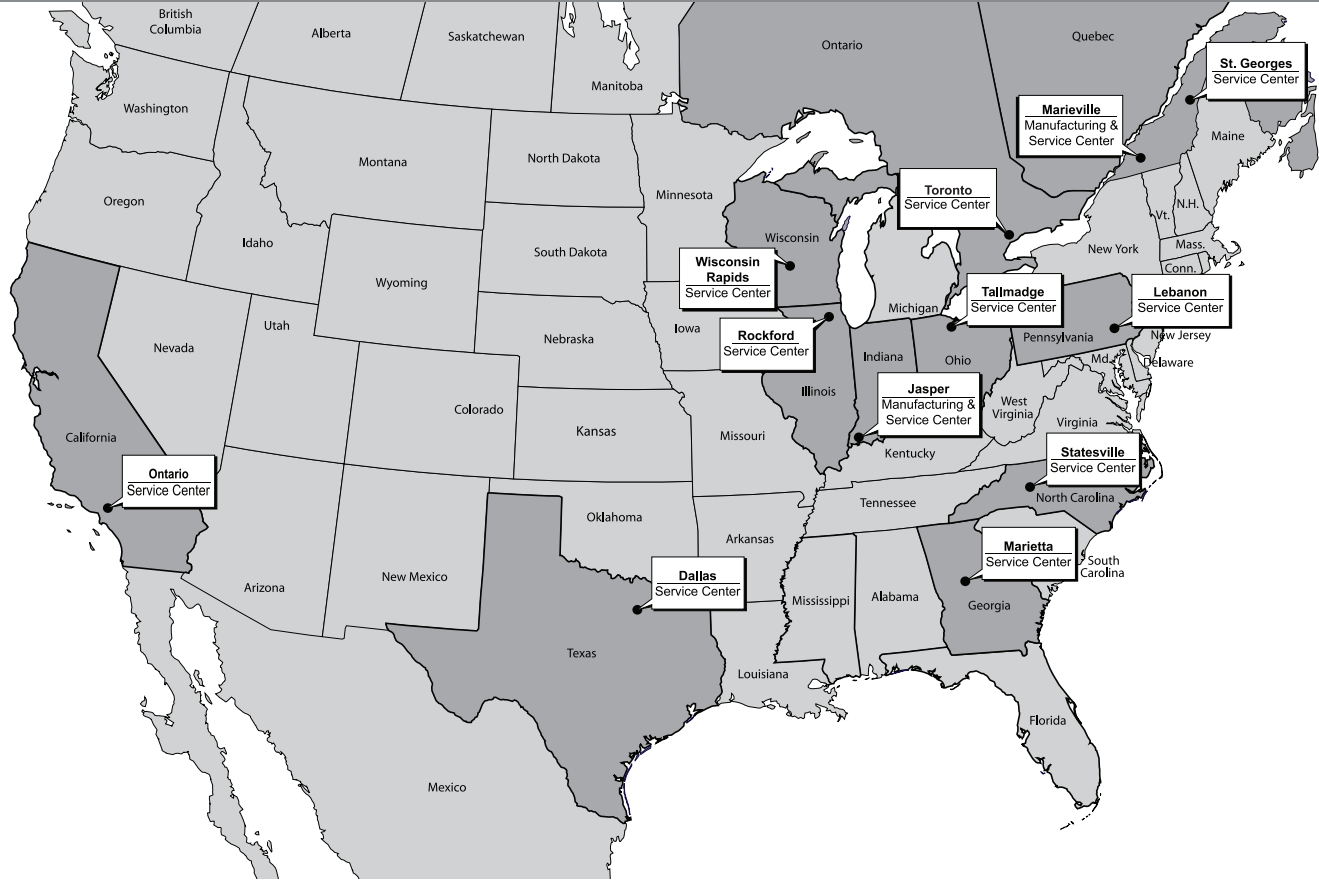 British
Columbia
Alberta
Saskatchewan
Manitoba
Ontario
Quebec
St. Georges
Service Center
Marieville
Manufacturing &
Service Center
Maine
Washington
Montana
North Dakota
Minnesota
Toronto
Service Center
Vt.
N.H.
Oregon
Idaho
South Dakota
Wisconsin
New York
Mass.
Conn.
Wyoming
Wisconsin
Rapids
Service Center
Michigan
Tallmadge
Service Center
Lebanon
Service Center
Utah
Nevada
Nebraska
Iowa
Rockford
Service Center
Indiana
Ohio
Pennsylvania
New Jersey
Md.
Delaware
Colorado
Illinois
Jasper
Manufacturing &
Service Center
West
Virginia
Virginia
California
Kansas
Missouri
Kentucky
Statesville
Service Center
Ontario
Service Center
North Carolina
Tennessee
Oklahoma
Arkansas
Marietta
Service Center
South
Carolina
Arizona
New Mexico
Dallas
Service Center
Mississippi
Alabama
Georgia
Texas
Louisiana
Florida
Mexico